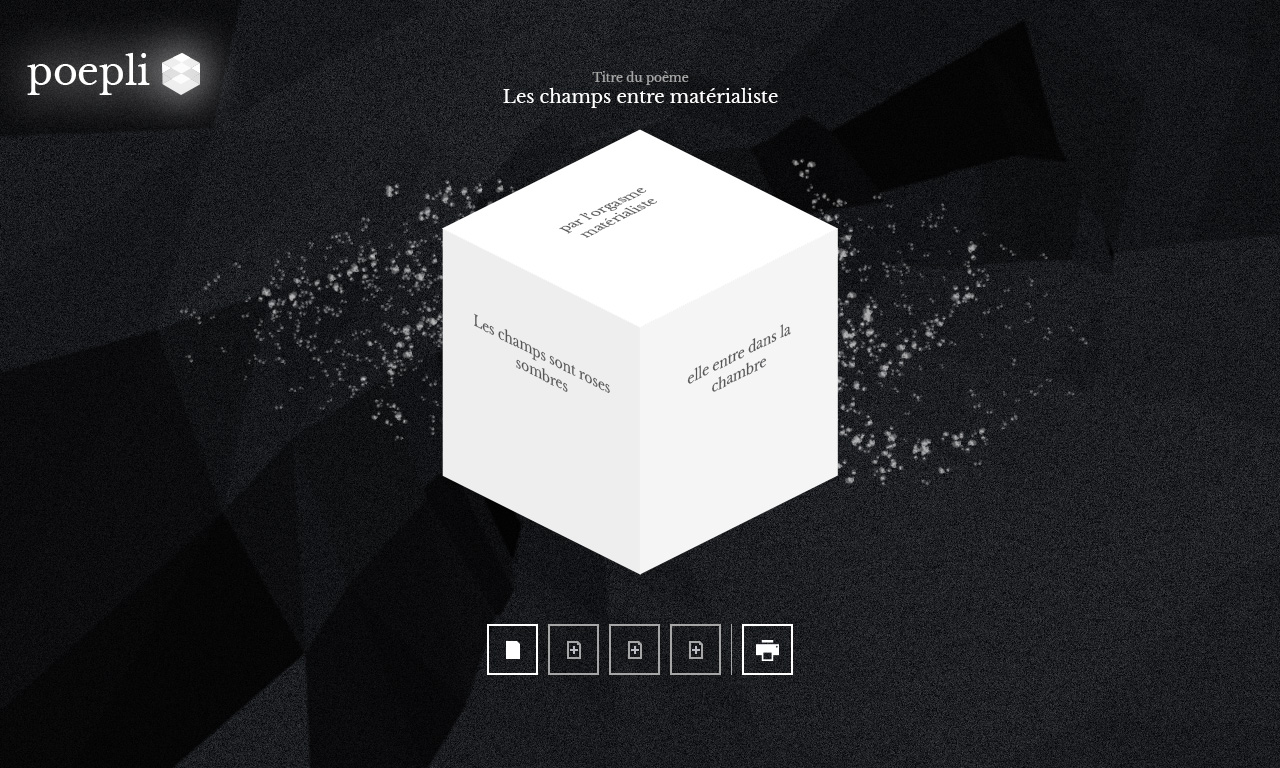 poepli
Titre du poème
Les champs entre matérialiste
par l'orgasme
matérialiste
Les champs sont roses
sombres
elle entre dans la
chambre